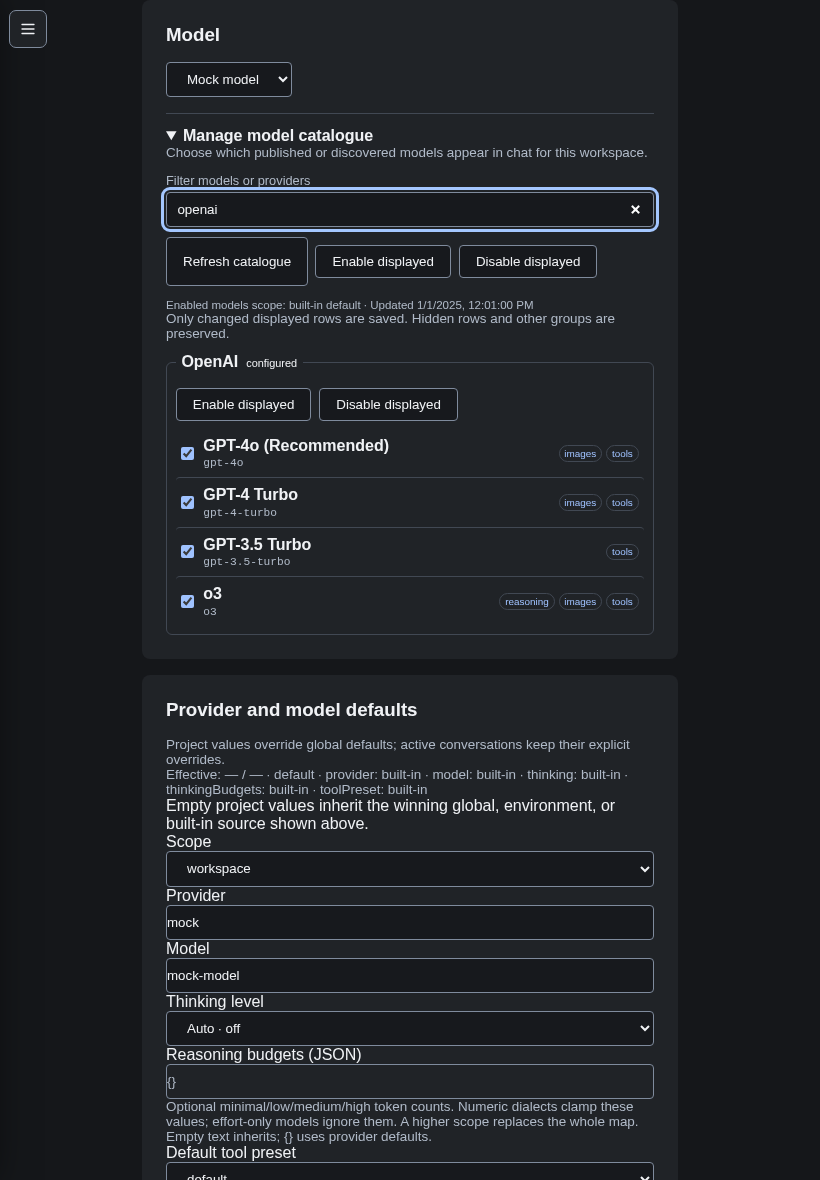 Model
Mock model
Manage model catalogue
Choose which published or discovered models appear in chat for this workspace.
Filter models or providers
openai
Refresh catalogue
Enable displayed
Disable displayed
Enabled models scope: built-in default · Updated 1/1/2025, 12:01:00 PM
Only changed displayed rows are saved. Hidden rows and other groups are
preserved.
OpenAI configured
Enable displayed
Disable displayed
GPT-4o (Recommended)
gpt-4o
images tools
GPT-4 Turbo
gpt-4-turbo
images tools
GPT-3.5 Turbo
gpt-3.5-turbo
tools
o3
o3
reasoning images tools
Provider and model defaults
Project values override global defaults; active conversations keep their explicit
overrides.
Effective: — / — · default · provider: built-in · model: built-in · thinking: built-in ·
thinkingBudgets: built-in · toolPreset: built-in
Empty project values inherit the winning global, environment, or
built-in source shown above.
Scope
workspace
Provider
mock
Model
mock-model
Thinking level
Auto · off
Reasoning budgets (JSON)
{}
Optional minimal/low/medium/high token counts. Numeric dialects clamp these
values; effort-only models ignore them. A higher scope replaces the whole map.
Empty text inherits; {} uses provider defaults.
Default tool preset
default